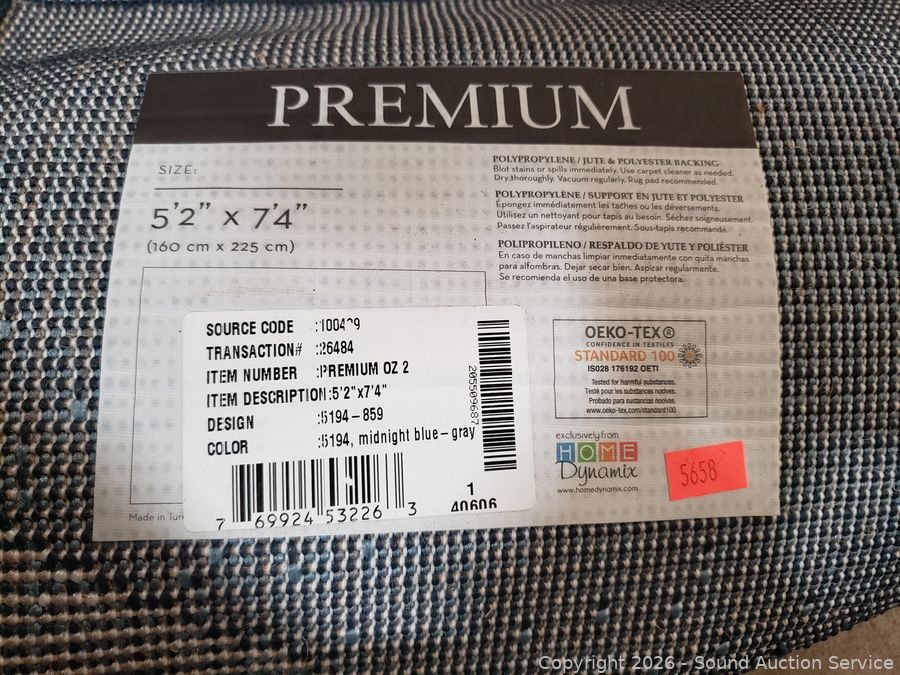 PREMIUM
SIZE:
5'2" x 7'4"
(160 cm x 225 cm)
POLYPROPYLENE / JUTE & POLYESTER BACKING
Blot stains or spills immediately. Use carpet cleaner as needed.
Dry thoroughly. Vacuum regularly. Rug pad recommended.
POLYPROPYLÈNE / SUPPORT EN JUTE ET POLYESTER
Épongez immédiatement les taches ou les déversements.
Utilisez un nettoyant pour tapis au besoin. Séchez soigneusement.
Passez l'aspirateur régulièrement. Sous-tapis recommandé.
POLIPROPILENO / RESPALDO DE YUTE Y POLIÉSTER
En caso de manchas limpiar inmediatamente con quita manchas
para alfombras. Dejar secar bien. Aspirar regularmente.
Se recomienda el uso de una base protectora.
SOURCE CODE :
TRANSACTION# :26484
ITEM NUMBER :PREMIUM OZ 2
ITEM DESCRIPTION :5'2"x7'4"
DESIGN :5194-859
COLOR :5194, midnight blue-gray
205509687
7 69924 53226 3
1
40606
Made in
OEKO-TEX®
CONFIDENCE IN TEXTILES
STANDARD 100
IS028 176192 OETI
Tested for harmful substances.
Testé pour les substances nocives.
Probado para sustancias nocivas.
www.oeko-tex.com/standard100
exclusively from
HOME
Dynamix
www.homedynamix.com
5658
Copyright 2026 - Sound Auction Service